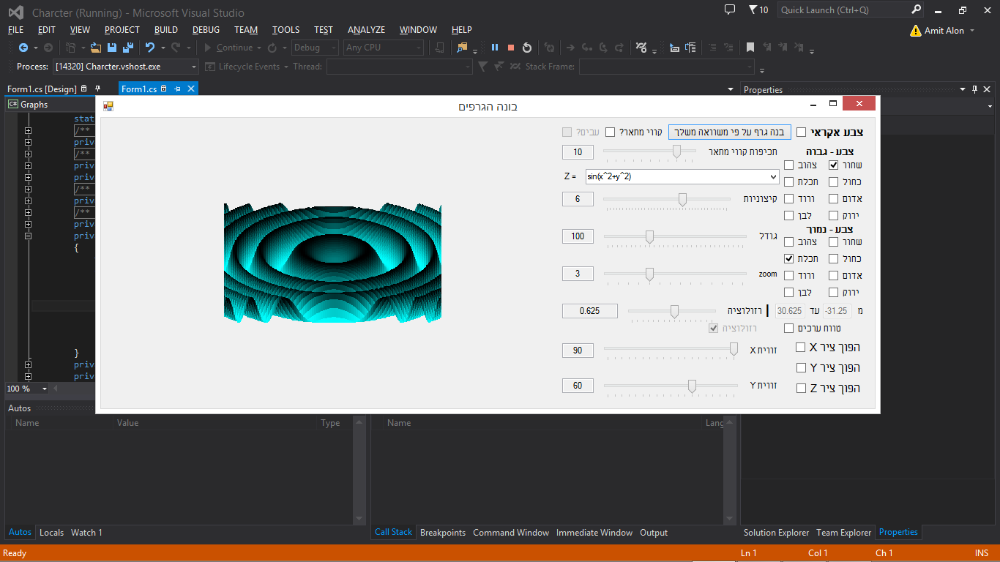 Charcter (Running) - Microsoft Visual Studio
10
Quick Launch (Ctrl+Q)
FILE EDIT VIEW PROJECT BUILD DEBUG TEAM TOOLS TEST ANALYZE WINDOW HELP
Amit Alon
Continue Debug Any CPU
Process: [14320] Charcter.vshost.exe Lifecycle Events Thread: Stack Frame:
Form1.cs [Design] Form1.cs
Properties
C# Graphs
בונה הגרפים
stat
/**
priv
/**
priv
priv
/**
priv
/**
priv
priv
{
}
priv
priv
100 %
צבע אקראי
בנה גרף על פי משוואה משלך
קווי מתאר?
עבים?
תכיפות קווי מתאר
10
צבע - גבוה
שחור צהוב
כחול תכלת
אדום ורוד
ירוק לבן
Z = sin(x^2+y^2)
קיצוניות
6
צבע - נמוך
שחור צהוב
כחול תכלת
אדום ורוד
ירוק לבן
גודל
100
zoom
3
מ -31.25 עד 30.625
רזולוציה
0.625
טווח ערכים
רזולוציה
הפוך ציר X
הפוך ציר Y
הפוך ציר Z
זווית X
90
זווית Y
60
Autos
Name Value Type
Name Lang
Autos Locals Watch 1
Call Stack Breakpoints Command Window Immediate Window Output
Solution Explorer Team Explorer Properties
Ready
Ln 1 Col 1 Ch 1 INS